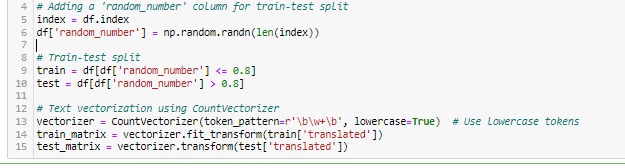 4 # Adding a 'random_number' column for train-test split
5 index = df.index
6 df['random_number'] = np.random.randn(len(index))
7
8 # Train-test split
9 train = df[df['random_number'] <= 0.8]
10 test = df[df['random_number'] > 0.8]
11
12 # Text vectorization using CountVectorizer
13 vectorizer = CountVectorizer(token_pattern=r'\b\w+\b', lowercase=True)  # Use lowercase tokens
14 train_matrix = vectorizer.fit_transform(train['translated'])
15 test_matrix = vectorizer.transform(test['translated'])